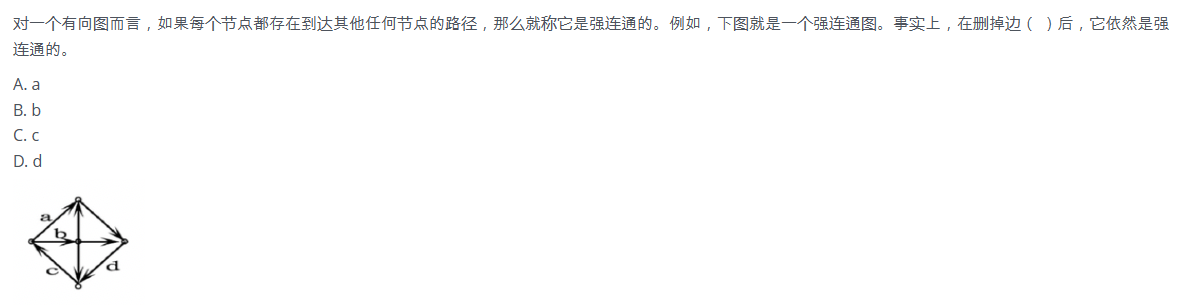 对一个有向图而言，如果每个节点都存在到达其他任何节点的路径，那么就称它是强连通的。例如，下图就是一个强连通图。事实上，在删掉边（ ）后，它依然是强
连通的。
A. a
B. b
C. c
D. d
a
b
c
d